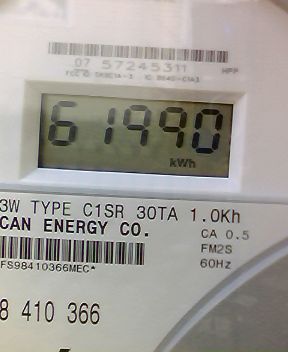 07 57245311
61990
kWh
3W TYPE C1SR 30TA 1.0Kh
CAN ENERGY CO.
CA 0.5
FM2S
60Hz
FS98410366MEC*
8 410 366